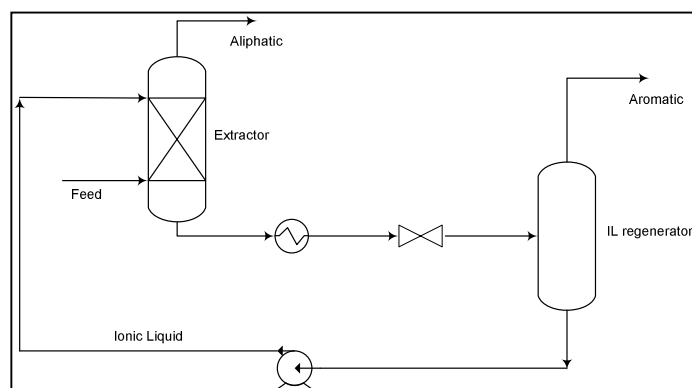 Aliphatic
Aromatic
Extractor
Feed
IL regenerator
Ionic Liquid